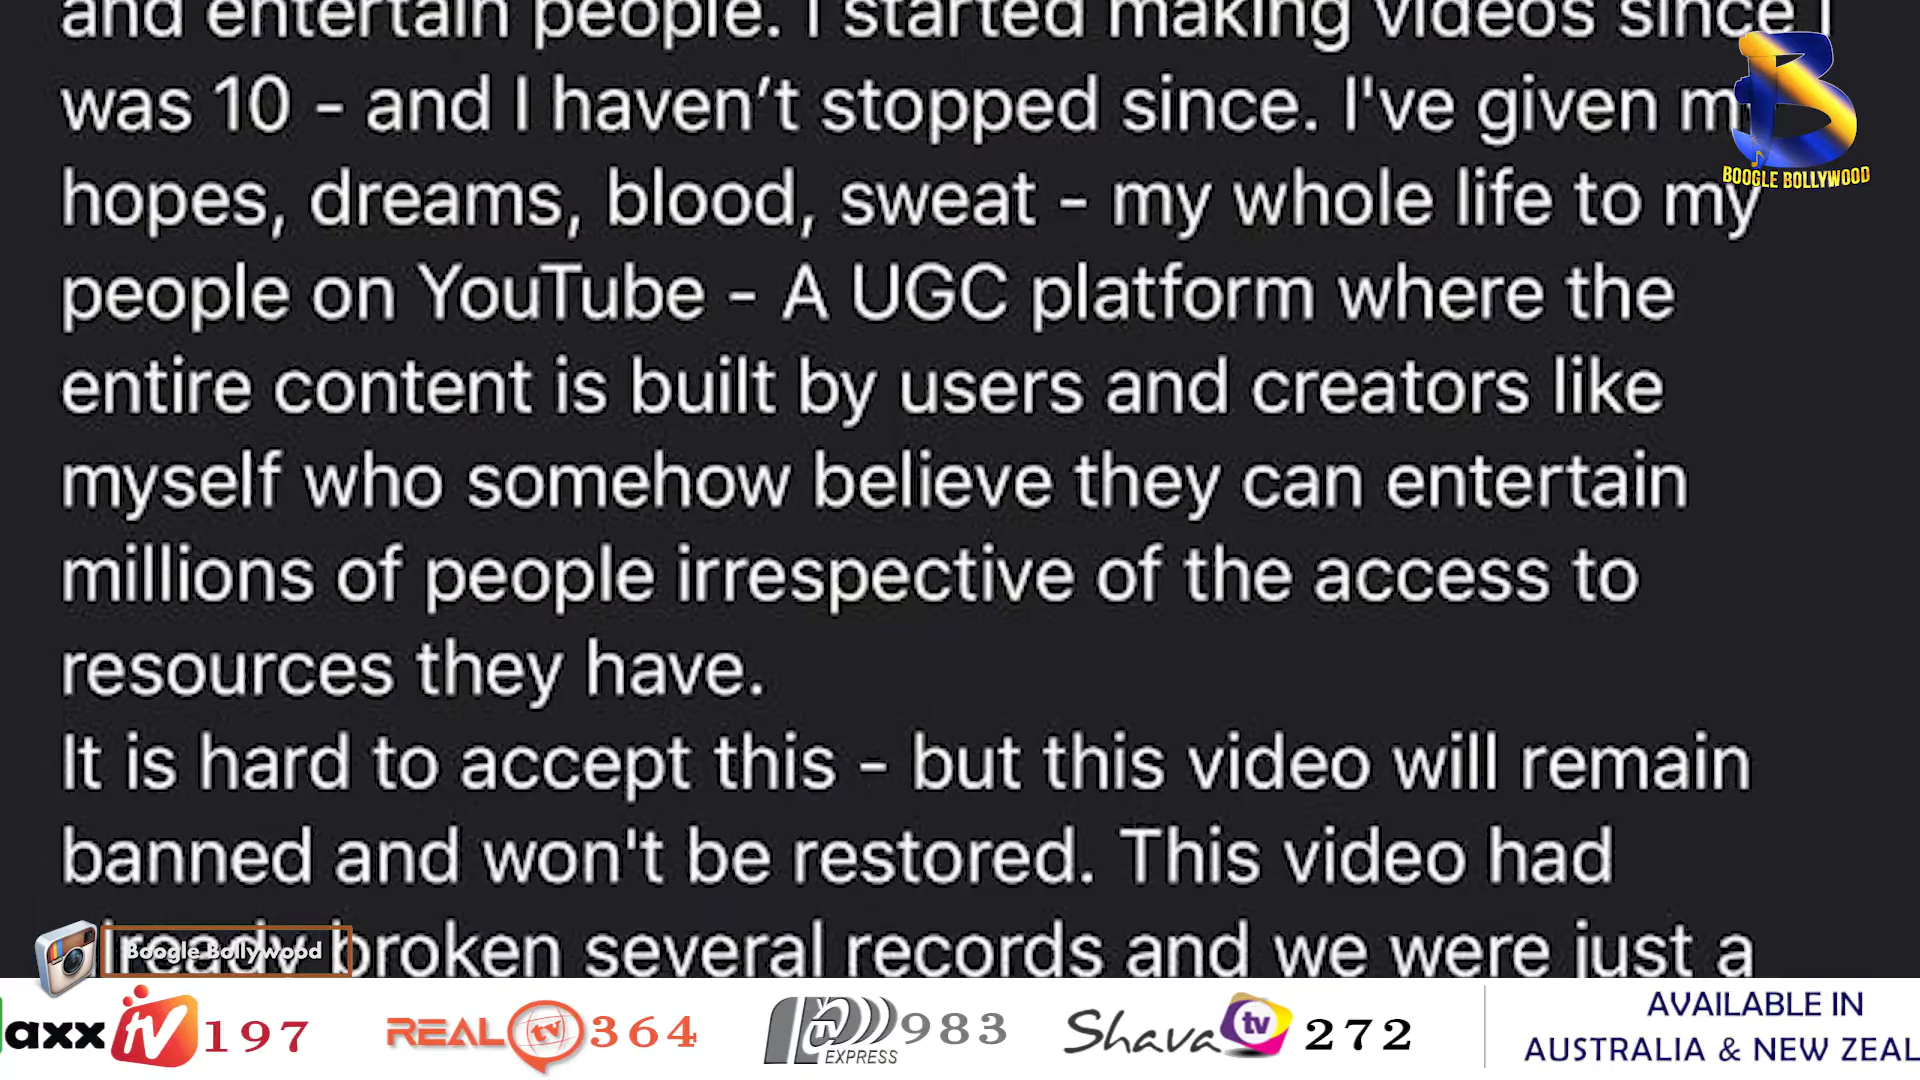 and entertain people. I started making videos since I
was 10 – and I haven’t stopped since. I've given my
hopes, dreams, blood, sweat – my whole life to my
people on YouTube – A UGC platform where the
entire content is built by users and creators like
myself who somehow believe they can entertain
millions of people irrespective of the access to
resources they have.
It is hard to accept this – but this video will remain
banned and won't be restored. This video had
already broken several records and we were just a
B
BOOGLE BOLLYWOOD
Boogle Bollywood
axx tv 197
REAL tv 364
EXPRESS 983
Shava tv 272
AVAILABLE IN
AUSTRALIA & NEW ZEAL